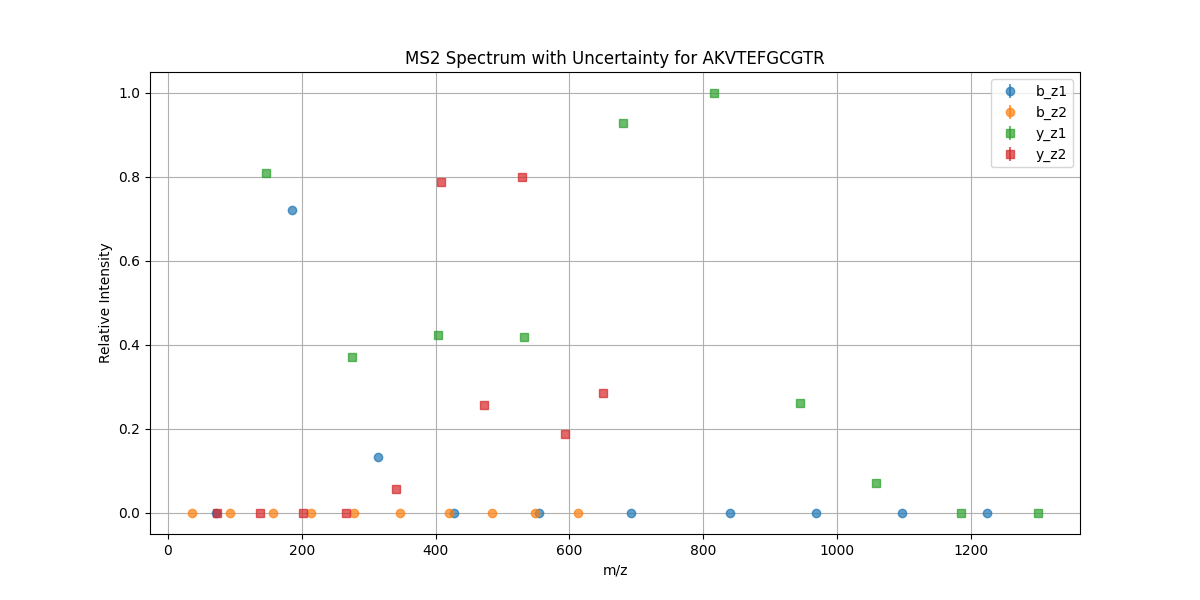 MS2 Spectrum with Uncertainty for AKVTEFGCGTR
1.0
0.8
0.6
0.4
0.2
0.0
Relative Intensity
b_z1
b_z2
y_z1
y_z2
0 200 400 600 800 1000 1200
m/z